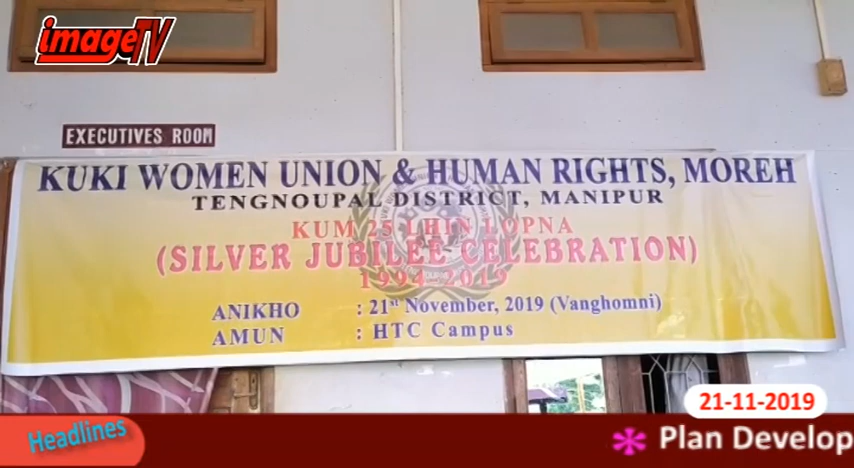 imageTV
EXECUTIVES ROOM
KUKI WOMEN UNION & HUMAN RIGHTS, MOREH
TENGNOUPAL DISTRICT, MANIPUR
KUM 25 LHIN LOPNA
(SILVER JUBILEE CELEBRATION)
1994-2019
ANIKHO : 21st November, 2019 (Vanghomni)
AMUN : HTC Campus
21-11-2019
Headlines
Plan Develop